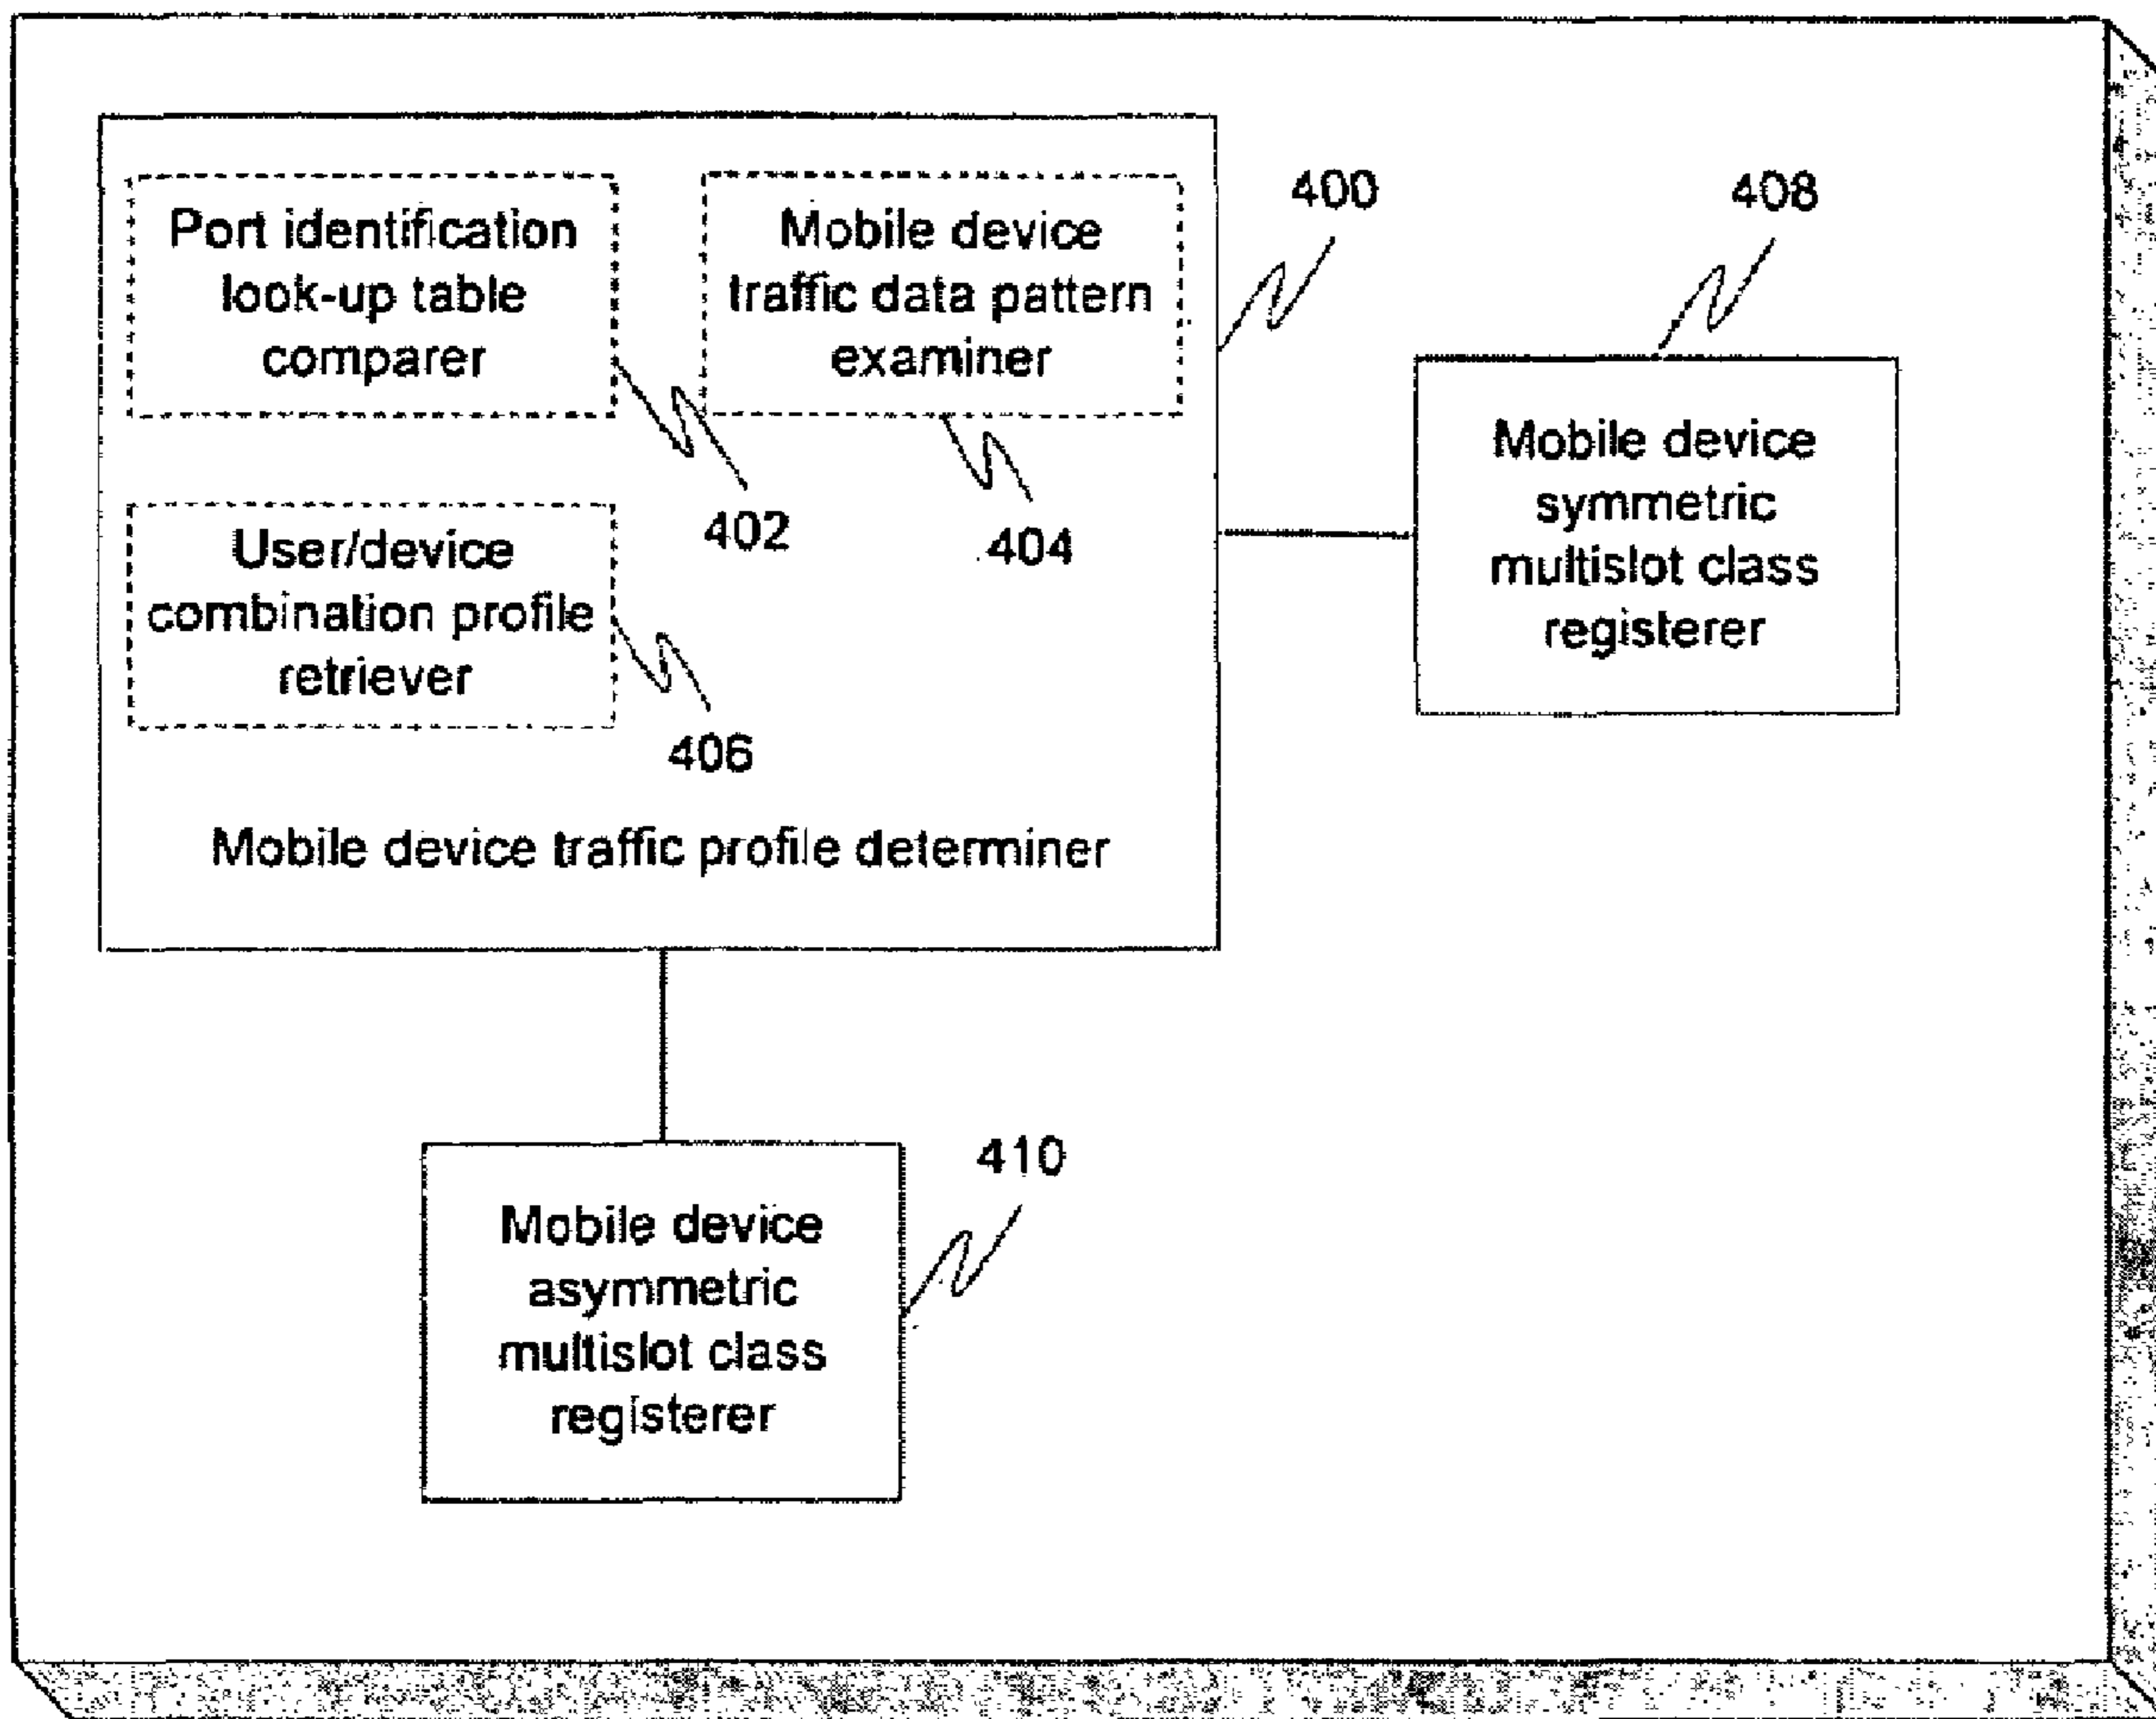 Port identification
look-up table
comparer
Mobile device
traffic data pattern
examiner
400
408
402
404
User/device
combination profile
retriever
406
Mobile device
symmetric
multislot class
registerer
Mobile device traffic profile determiner
410
Mobile device
asymmetric
multislot class
registerer